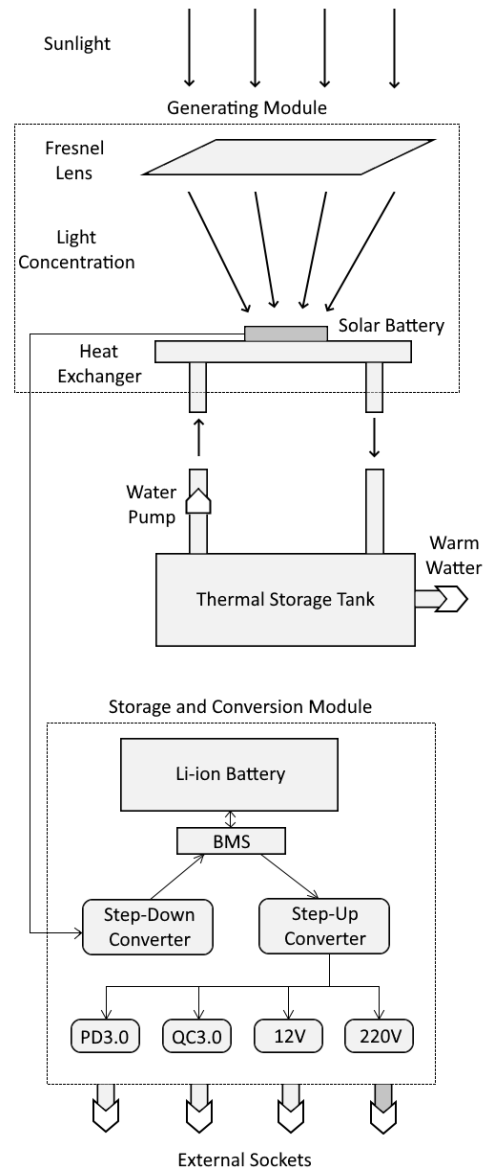 Sunlight
Generating Module
Fresnel
Lens
Light
Concentration
Solar Battery
Heat
Exchanger
Water
Pump
Warm
Watter
Thermal Storage Tank
Storage and Conversion Module
Li-ion Battery
BMS
Step-Down
Converter
Step-Up
Converter
PD3.0
QC3.0
12V
220V
External Sockets